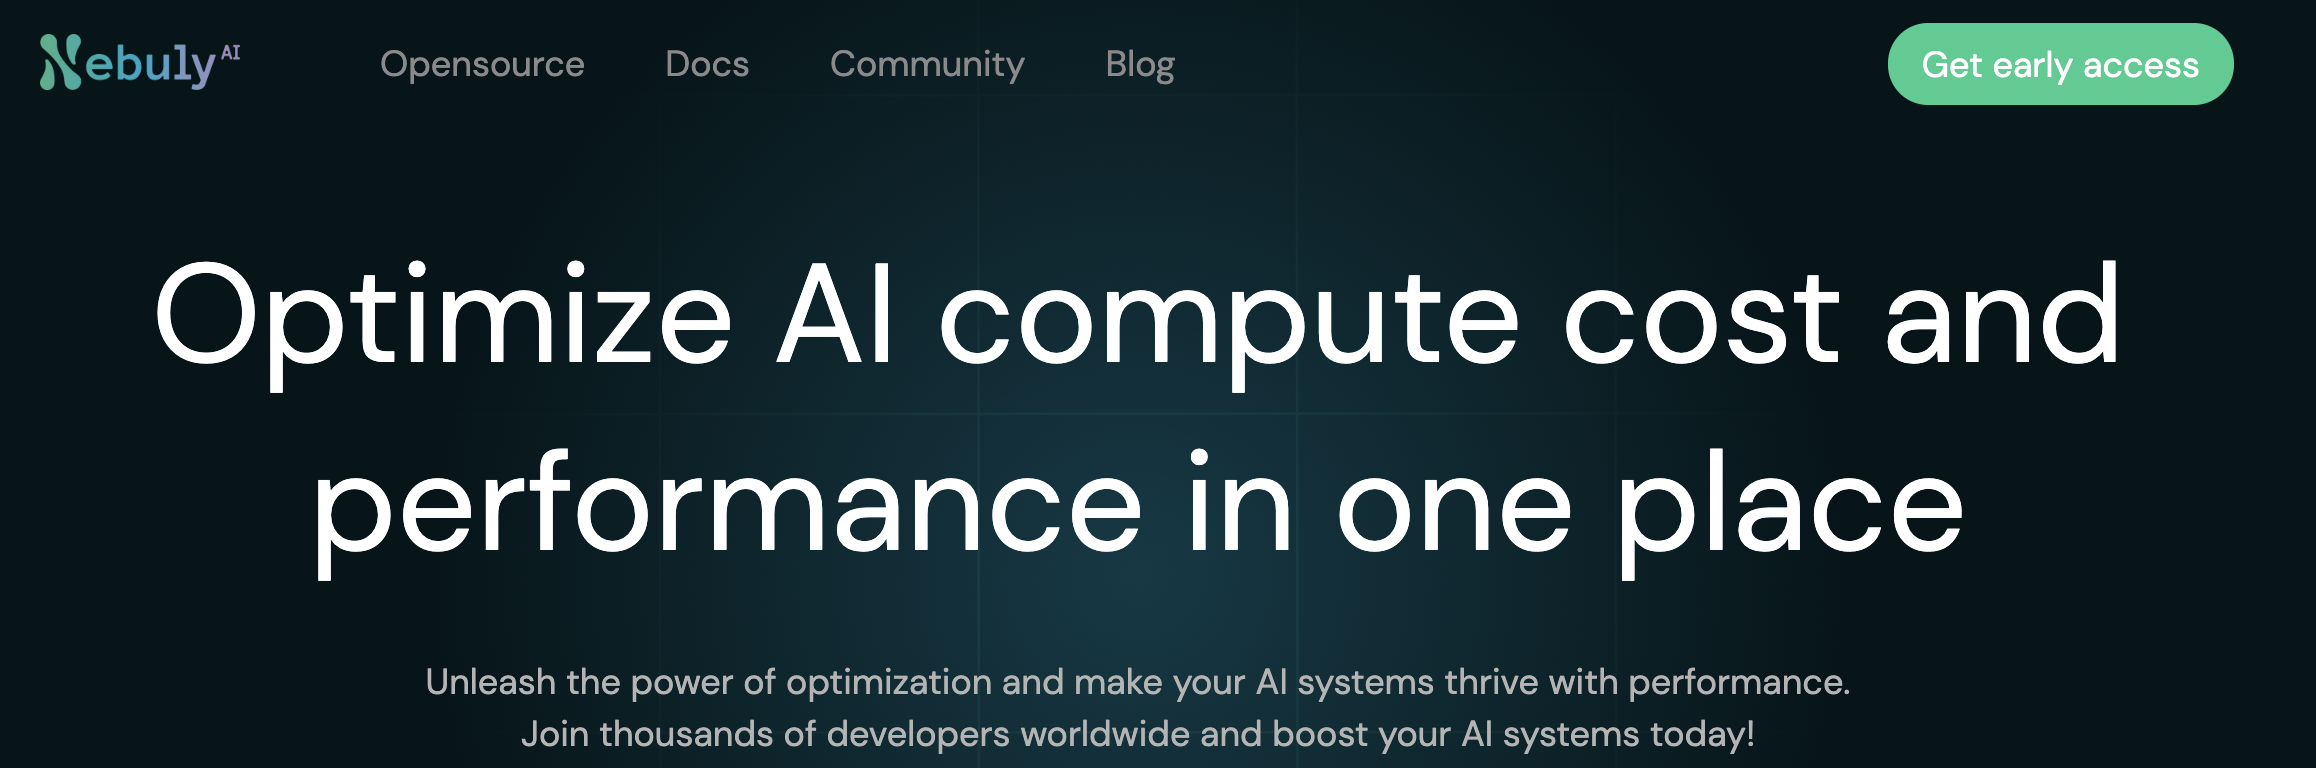 Nebuly AI
Opensource
Docs
Community
Blog
Get early access
Optimize AI compute cost and
performance in one place
Unleash the power of optimization and make your AI systems thrive with performance.
Join thousands of developers worldwide and boost your AI systems today!